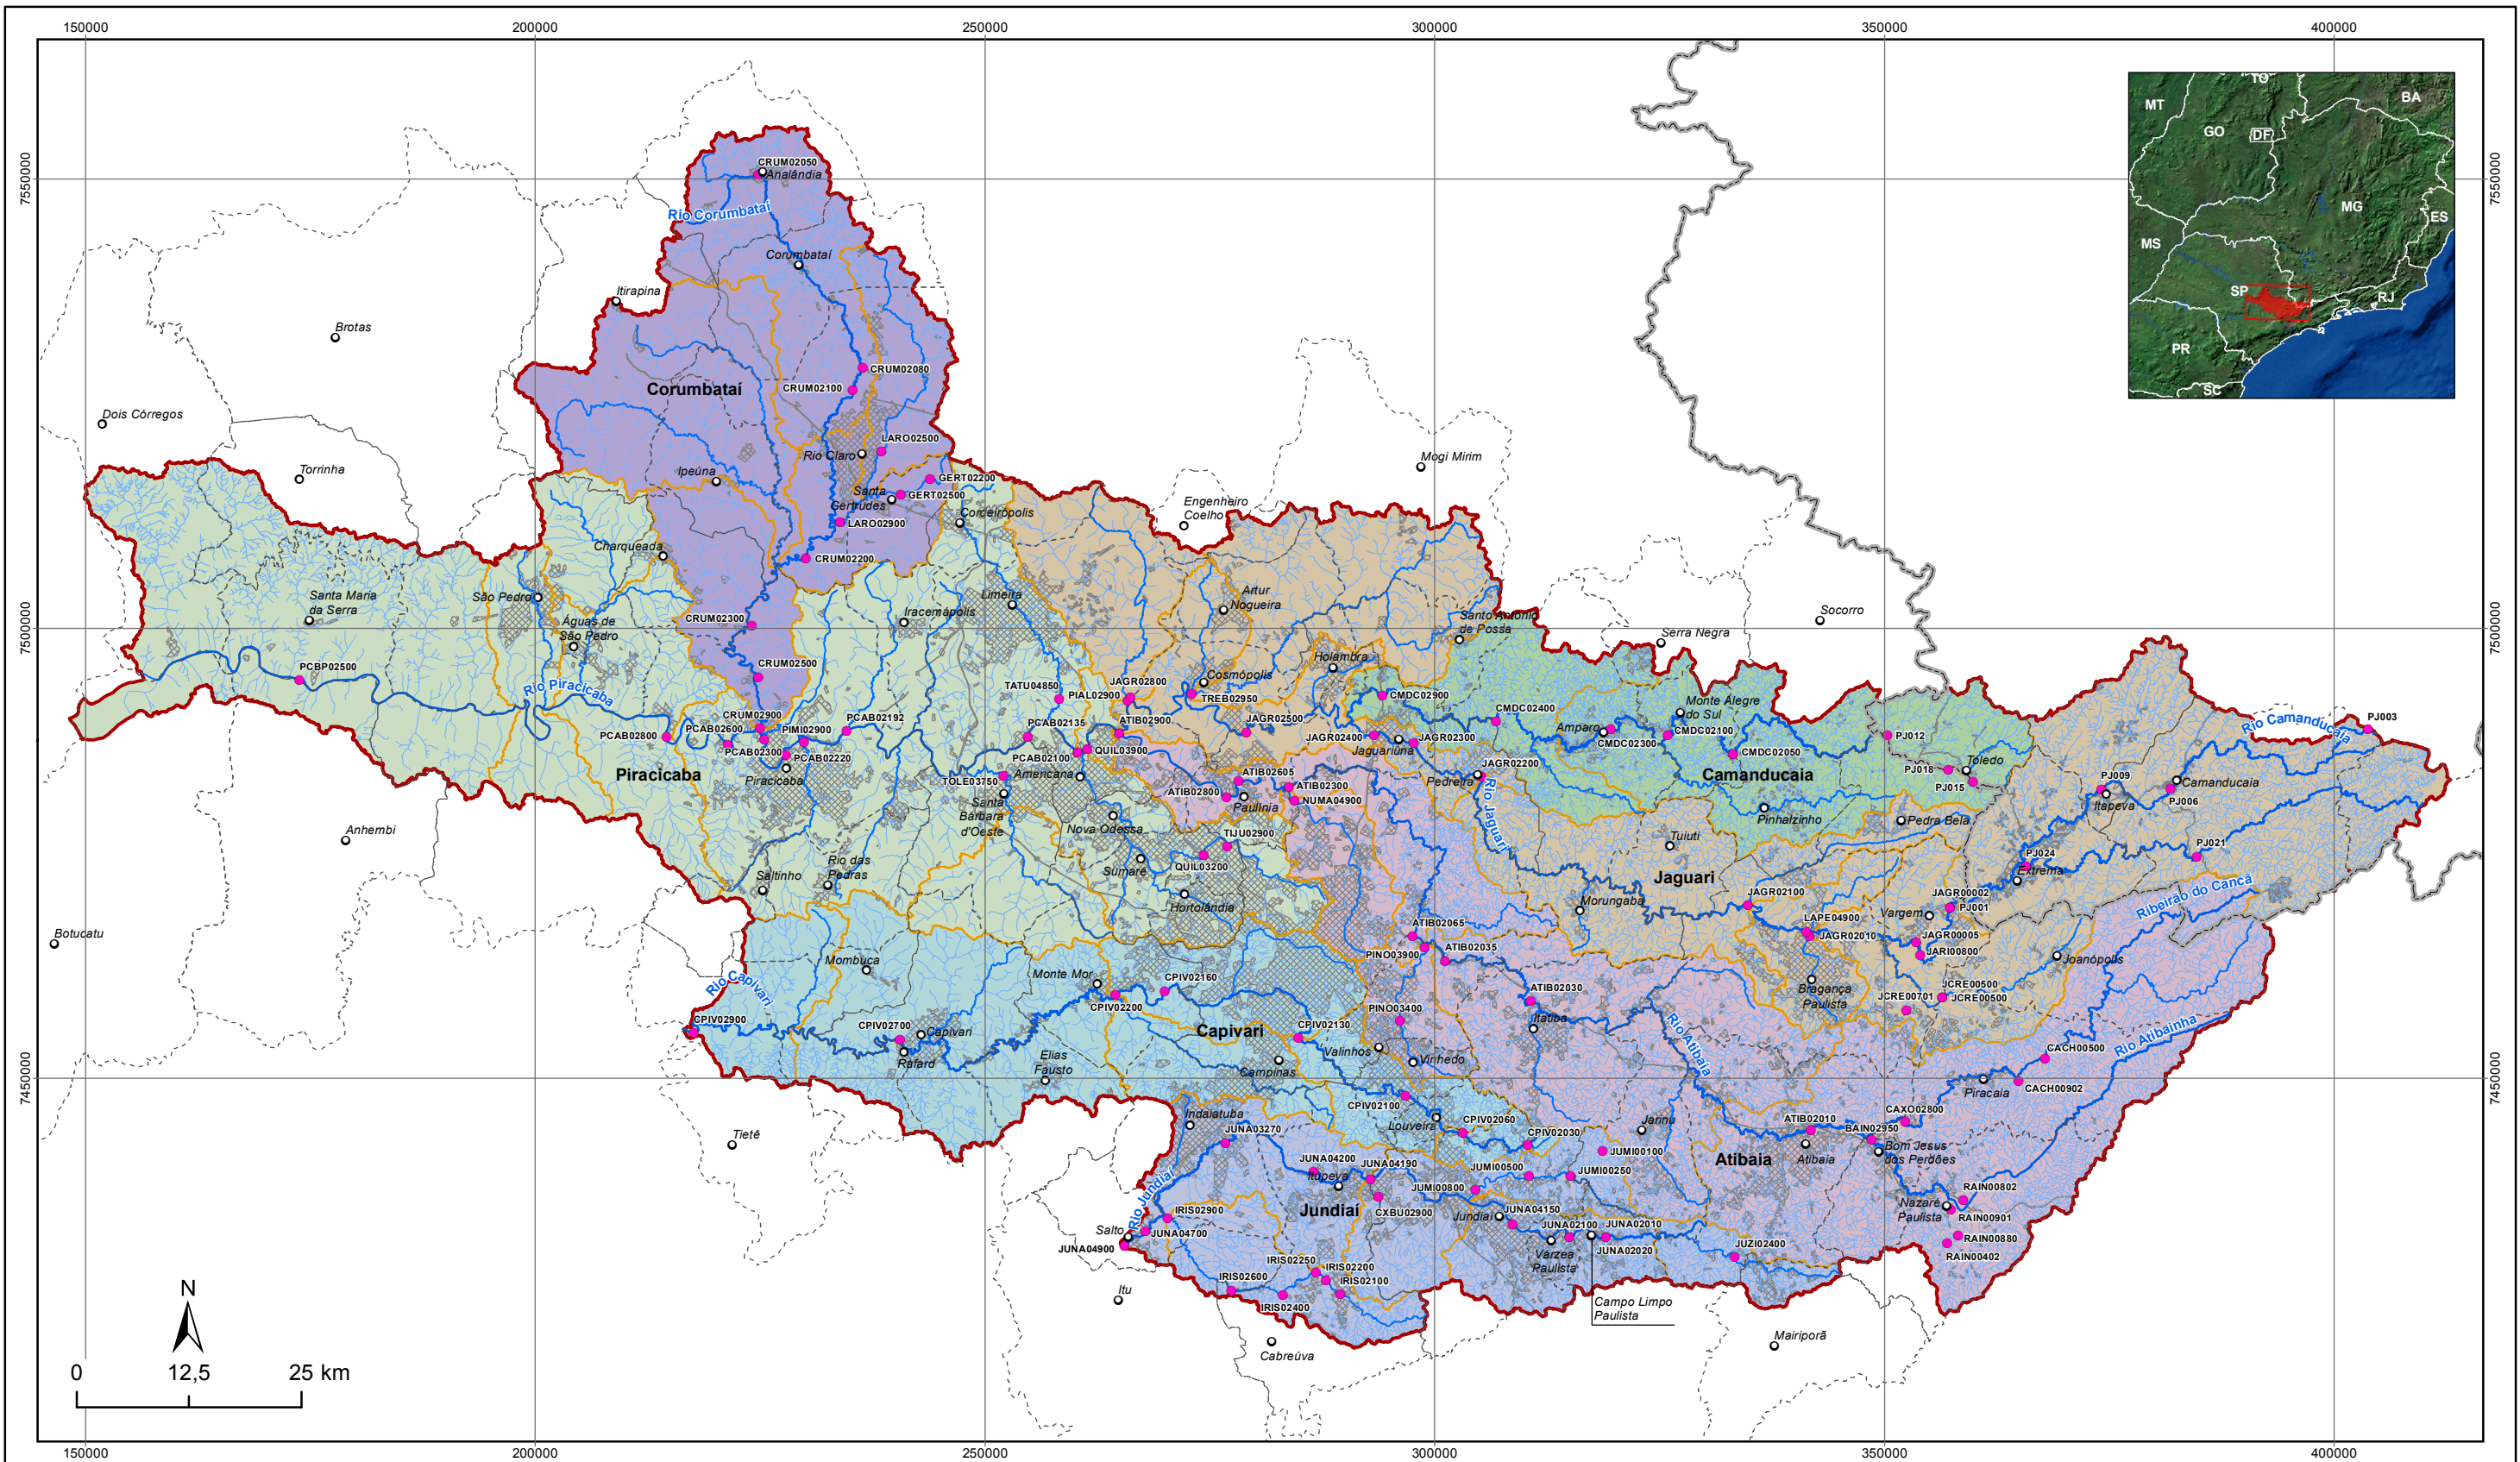 150000
200000
250000
300000
350000
400000
7550000
7550000
7500000
7500000
7450000
7450000
TO
MT
BA
GO
DF
MG
ES
MS
SP
RJ
PR
SC
CRUM02050
Analândia
Rio Corumbataí
Corumbataí
Itirapina
Brotas
CRUM02080
CRUM02100
Corumbataí
Dois Córregos
LARO02500
Rio Claro
Mogi Mirim
Torrinha
Ipeúna
GERT02200
GERT02500
Santa
Gertrudes
Engenheiro
Coelho
Cordeirópolis
LARO02900
Charqueada
CRUM02200
Santa Maria
da Serra
São Pedro
Limeira
Artur
Nogueira
Iracemápolis
Águas de
São Pedro
CRUM02300
Santo Antonio
de Posse
Socorro
Serra Negra
PCBP02500
CRUM02500
Holambra
Cosmópolis
Rio Piracicaba
TATU04850
PIAL02900
JAGR02800
TREB02950
CMDC02900
Monte Alegre
do Sul
CRUM02900
PCAB02192
PCAB02135
ATIB02900
JAGR02500
CMDC02400
Amparo
PCAB02800
PCAB02600
PIMI02900
JAGR02400
JAGR02300
Jaguariúna
CMDC02300
CMDC02100
CMDC02050
PJ012
PJ003
Rio Camanducaia
PCAB02300
PCAB02220
PCAB02100
QUIL03900
JAGR02200
Piracicaba
Piracicaba
TOLE03750
Americana
ATIB02605
ATIB02300
Pedreira
Camanducaia
Toledo
PJ018
PJ015
PJ009
Camanducaia
PJ006
Itapeva
ATIB02800
Paulínia
NUMA04900
Rio Jaguari
Santa
Bárbara
d'Oeste
Nova Odessa
Pinhalzinho
Pedra Bela
Anhembi
TIJU02900
Tuiuti
QUIL03200
Sumaré
Rio das
Pedras
Saltinho
PJ024
Extrema
PJ021
Jaguari
Hortolândia
Morungaba
JAGR02100
JAGR00002
PJ001
Vargem
Ribeirão do Cancã
LAPE04900
JAGR02010
JAGR00005
JARI00800
Botucatu
ATIB02065
ATIB02035
PINO03900
Joanópolis
Mombuca
Monte Mor
CPIV02160
Bragança
Paulista
JCRE00500
JCRE00701
JCRE00500
Rio Capivari
CPIV02200
ATIB02030
PINO03400
Itatiba
CPIV02900
CPIV02700
Capivari
Rafard
Capivari
CPIV02130
Valinhos
Vinhedo
Rio Atibaia
Rio Atibainha
Elias
Fausto
Campinas
CACH00500
CACH00902
Piracaia
CPIV02100
Louveira
CPIV02060
CPIV02030
Indaiatuba
JUNA03270
Jarinu
ATIB02010
CAXO02800
BAIN02950
Bom Jesus
dos Perdões
Atibaia
Atibaia
Tietê
JUMI00100
JUNA04200
JUNA04190
JUMI00500
JUMI00250
Itupeva
JUMI00800
Rio Jundiaí
Jundiaí
CXBU02900
Jundiaí
IRIS02900
JUNA04150
JUNA02100
JUNA02010
JUNA02020
RAIN00802
Nazaré
Paulista
RAIN00901
RAIN00880
RAIN00402
Salto
JUNA04700
JUNA04900
Várzea
Paulista
JUZI02400
IRIS02250
IRIS02200
IRIS02600
IRIS02100
IRIS02400
Itu
Campo Limpo
Paulista
Cabreúva
Mairiporã
N
0
12,5
25 km
150000
200000
250000
300000
350000
400000